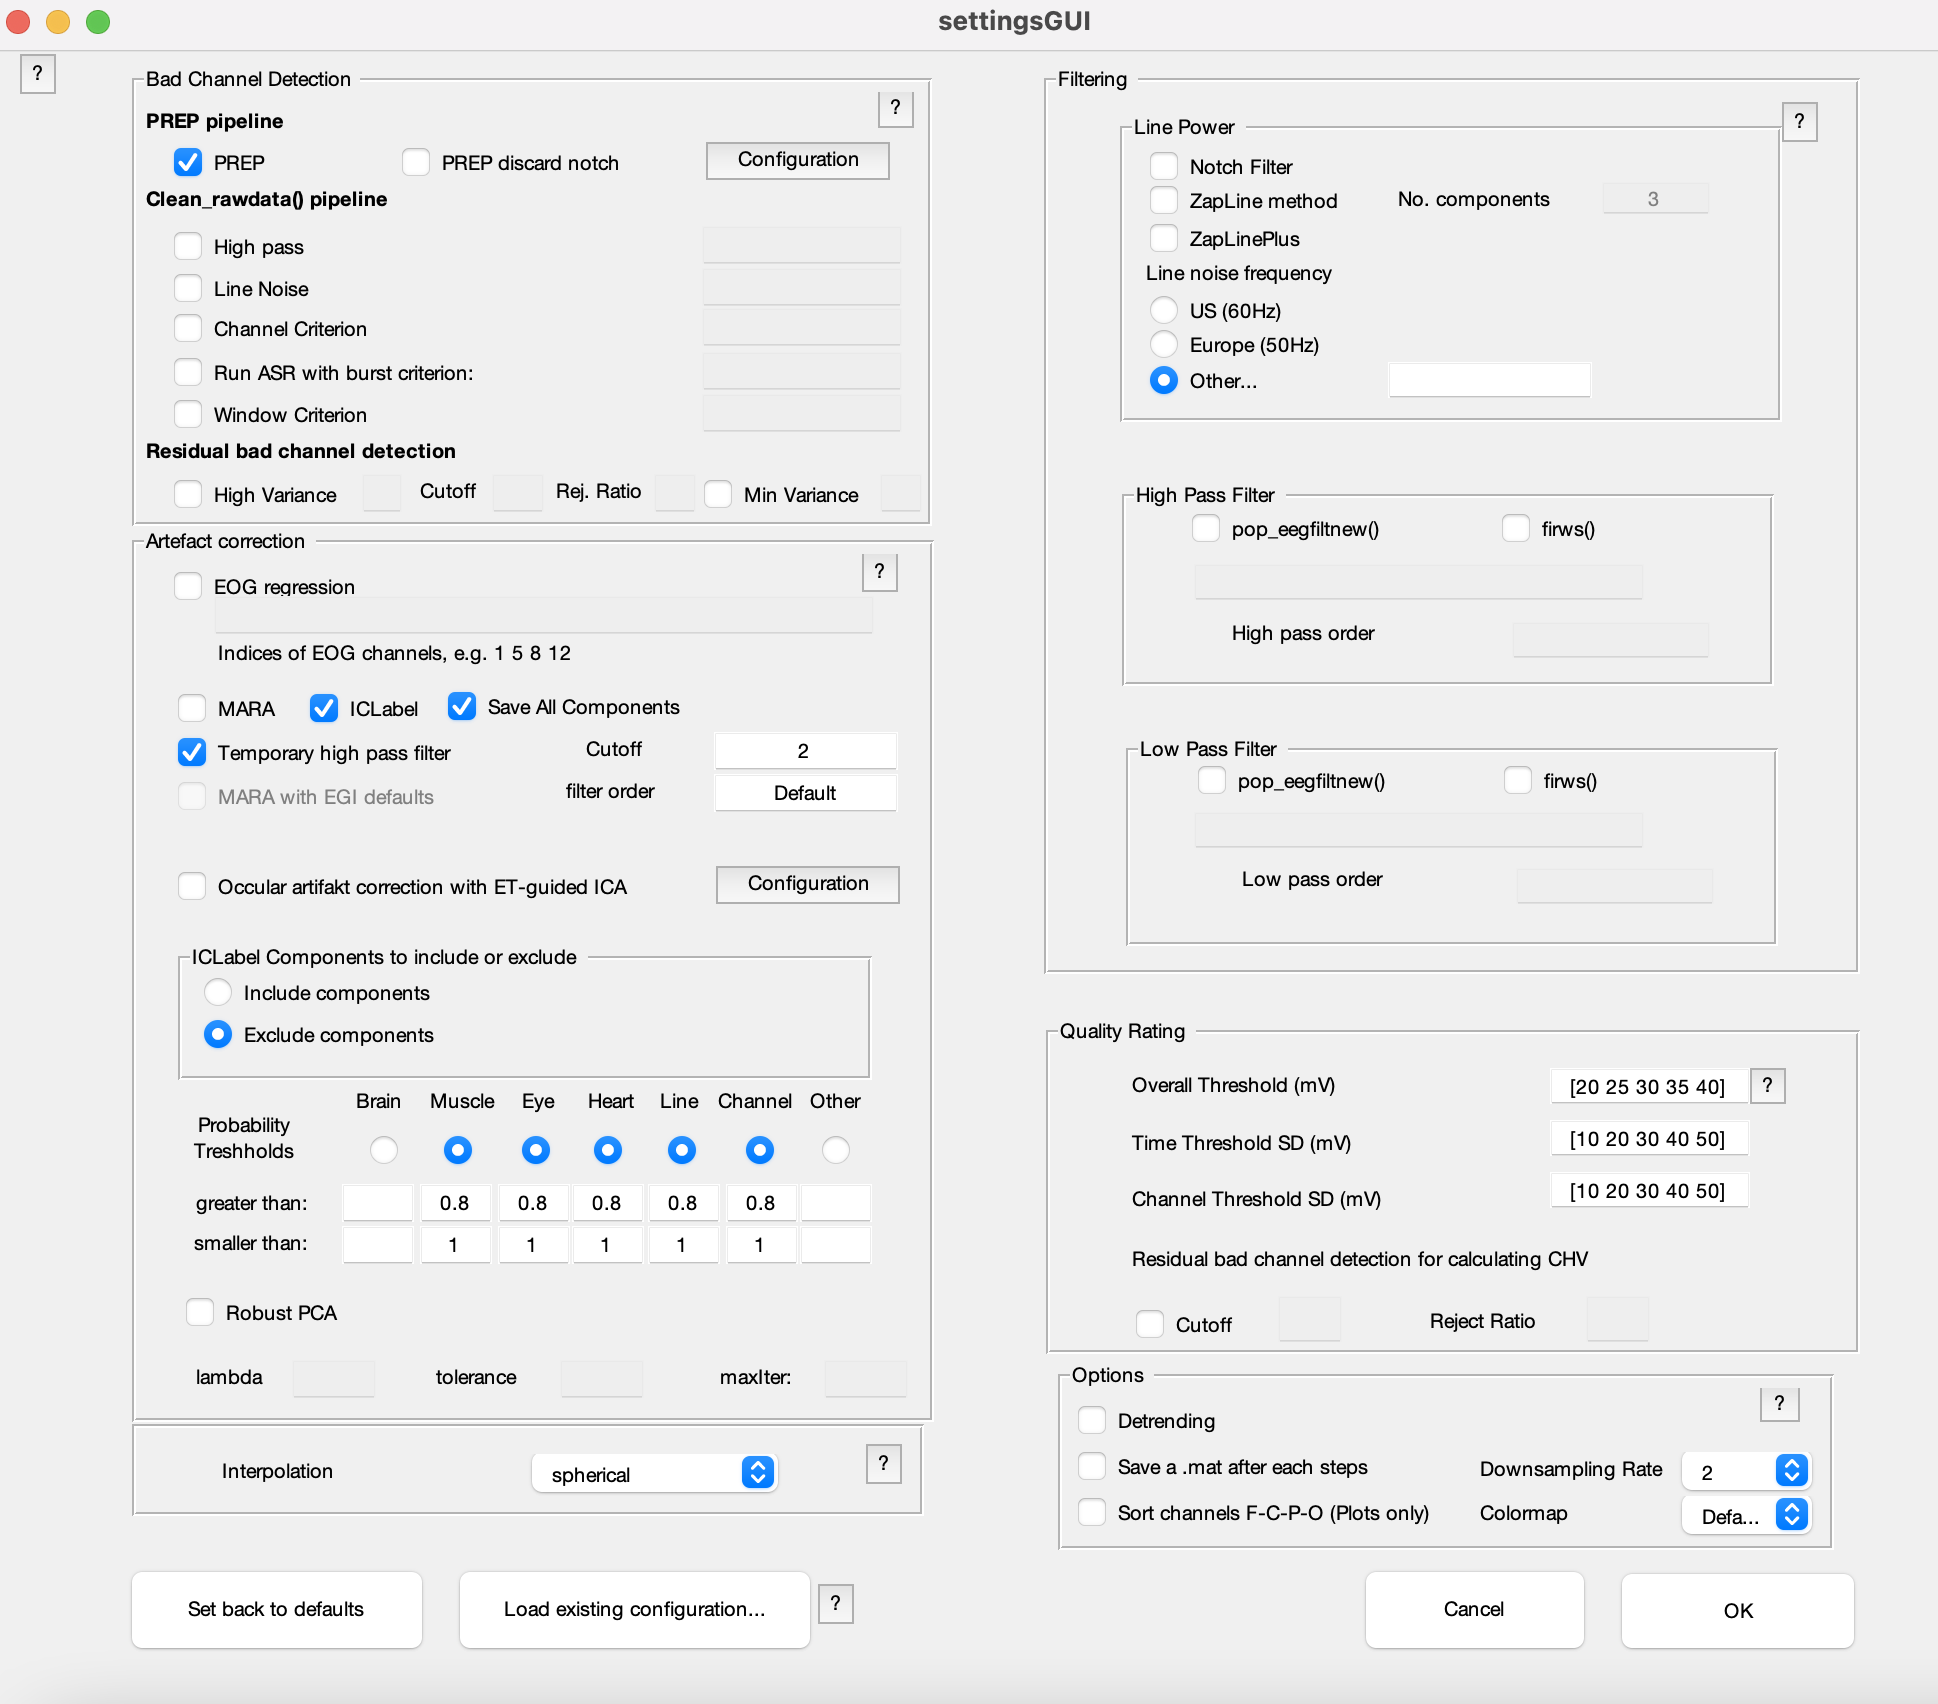 settingsGUI
?
Bad Channel Detection
?
PREP pipeline
PREP
PREP discard notch
Configuration
Clean_rawdata() pipeline
High pass
Line Noise
Channel Criterion
Run ASR with burst criterion:
Window Criterion
Residual bad channel detection
High Variance
Cutoff
Rej. Ratio
Min Variance
Artefact correction
?
EOG regression
Indices of EOG channels, e.g. 1 5 8 12
MARA
ICLabel
Save All Components
Temporary high pass filter
Cutoff
2
MARA with EGI defaults
filter order
Default
Occular artifakt correction with ET-guided ICA
Configuration
ICLabel Components to include or exclude
Include components
Exclude components
Brain Muscle Eye Heart Line Channel Other
Probability
Treshholds
greater than: 0.8 0.8 0.8 0.8 0.8
smaller than: 1 1 1 1 1
Robust PCA
lambda
tolerance
maxIter:
Interpolation
spherical
?
Set back to defaults
Load existing configuration...
?
Filtering
?
Line Power
Notch Filter
ZapLine method
No. components
3
ZapLinePlus
Line noise frequency
US (60Hz)
Europe (50Hz)
Other...
High Pass Filter
pop_eegfiltnew()
firws()
High pass order
Low Pass Filter
pop_eegfiltnew()
firws()
Low pass order
Quality Rating
Overall Threshold (mV)
[20 25 30 35 40]
?
Time Threshold SD (mV)
[10 20 30 40 50]
Channel Threshold SD (mV)
[10 20 30 40 50]
Residual bad channel detection for calculating CHV
Cutoff
Reject Ratio
Options
?
Detrending
Save a .mat after each steps
Downsampling Rate
2
Sort channels F-C-P-O (Plots only)
Colormap
Defa...
Cancel
OK